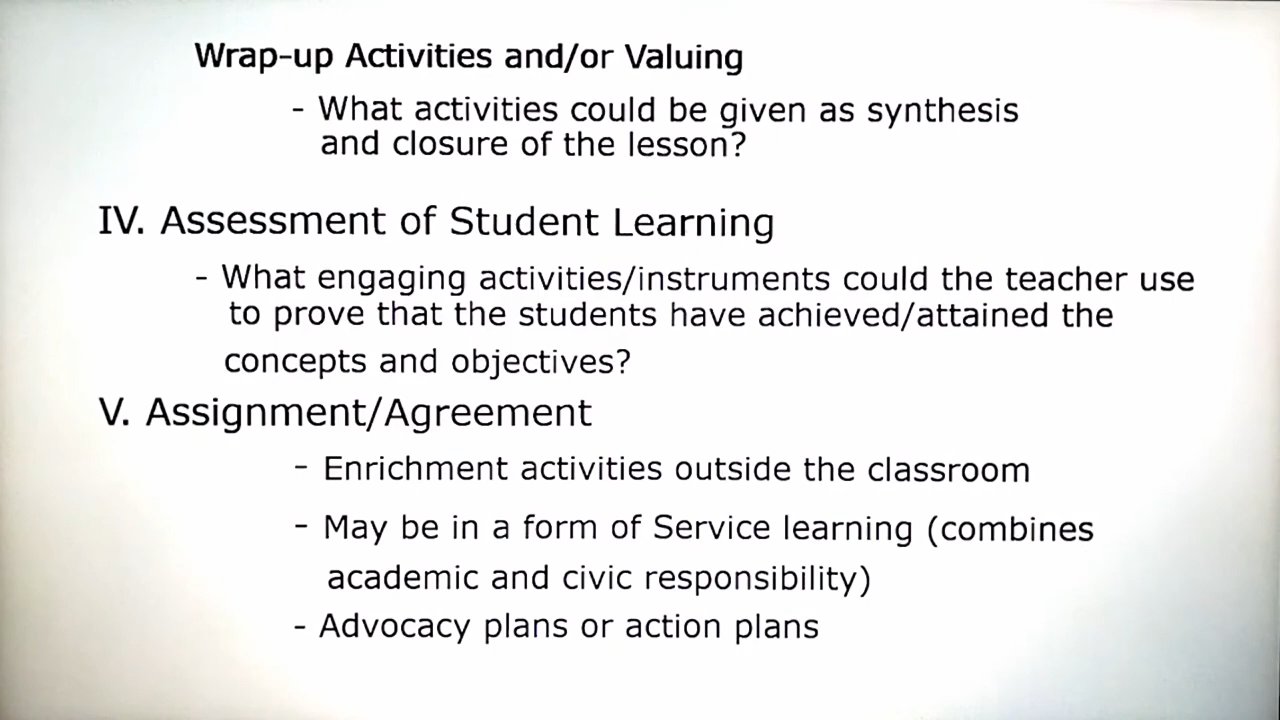 Wrap-up Activities and/or Valuing
- What activities could be given as synthesis
and closure of the lesson?
IV. Assessment of Student Learning
- What engaging activities/instruments could the teacher use
to prove that the students have achieved/attained the
concepts and objectives?
V. Assignment/Agreement
- Enrichment activities outside the classroom
- May be in a form of Service learning (combines
academic and civic responsibility)
- Advocacy plans or action plans